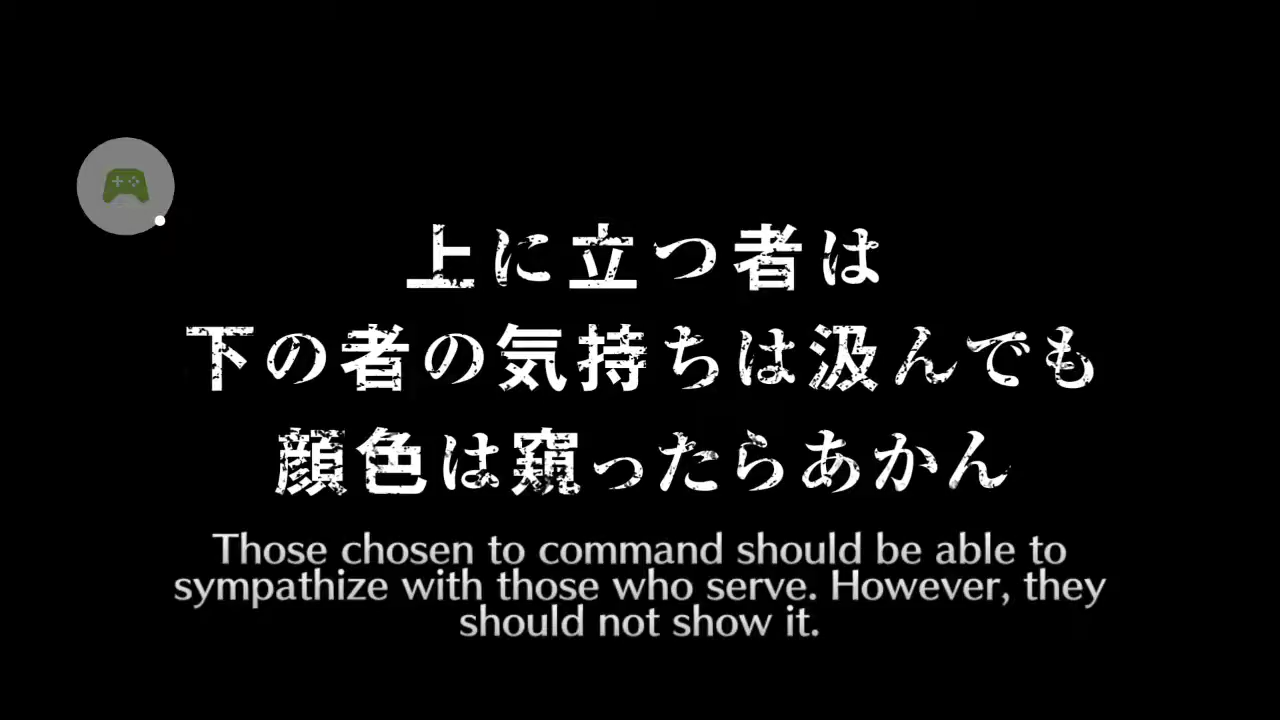 上に立つ者は
下の者の気持ちは汲んでも
顔色は窺ったらあかん
Those chosen to command should be able to
sympathize with those who serve. However, they
should not show it.